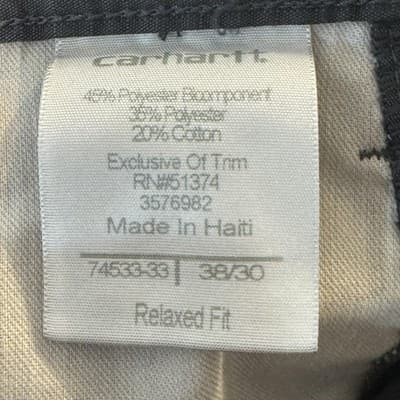 carhartt.
45% Polyester Bicomponent
35% Polyester
20% Cotton
Exclusive Of Trim
RN#51374
3576982
Made In Haiti
74533-33 | 38/30
Relaxed Fit